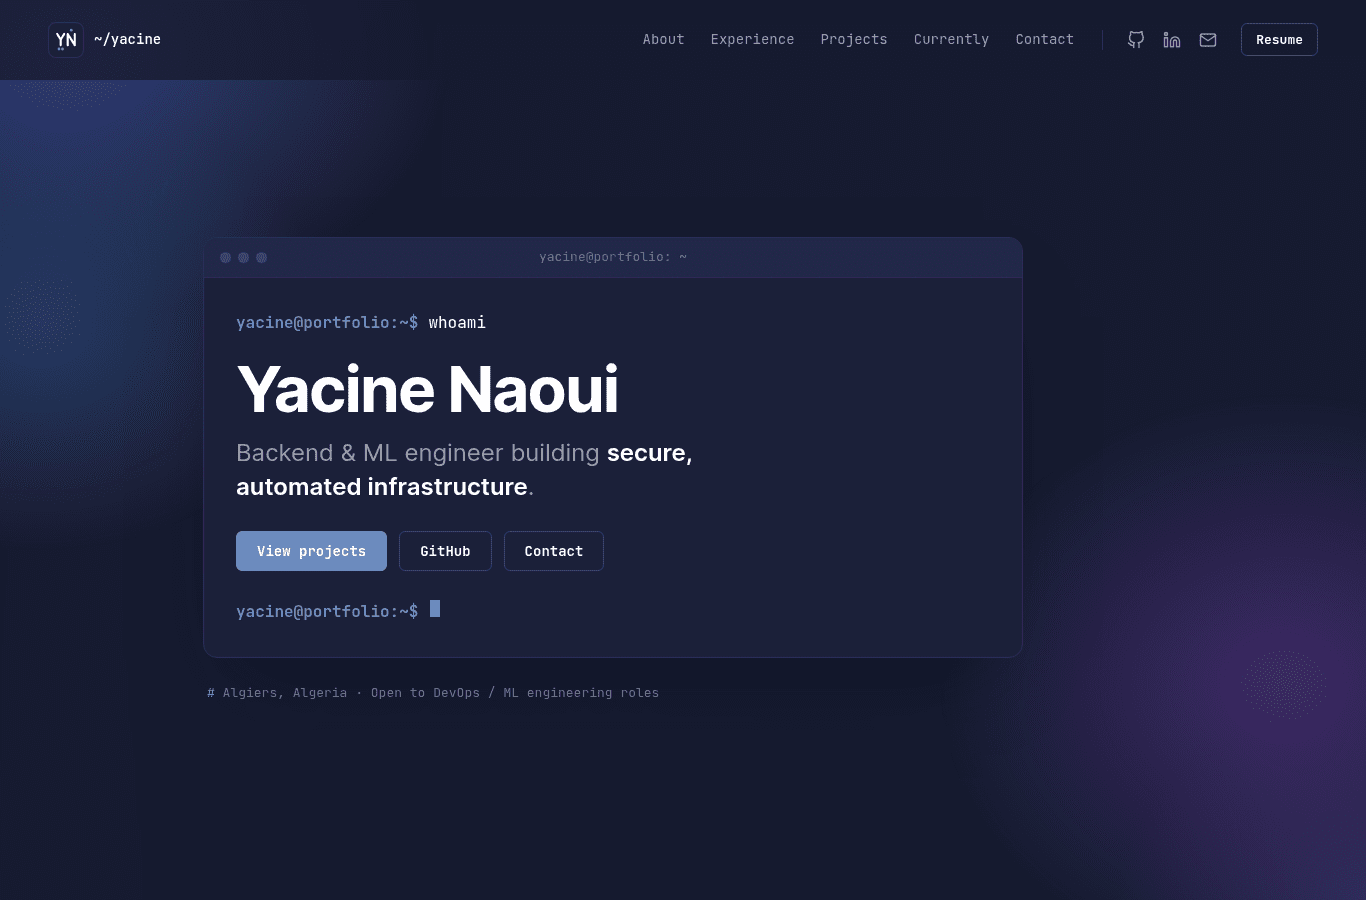 YN ~/yacine About Experience Projects Currently Contact Resume
yacine@portfolio: ~
yacine@portfolio:~$ whoami
Yacine Naoui
Backend & ML engineer building secure,
automated infrastructure.
View projects GitHub Contact
yacine@portfolio:~$
# Algiers, Algeria · Open to DevOps / ML engineering roles